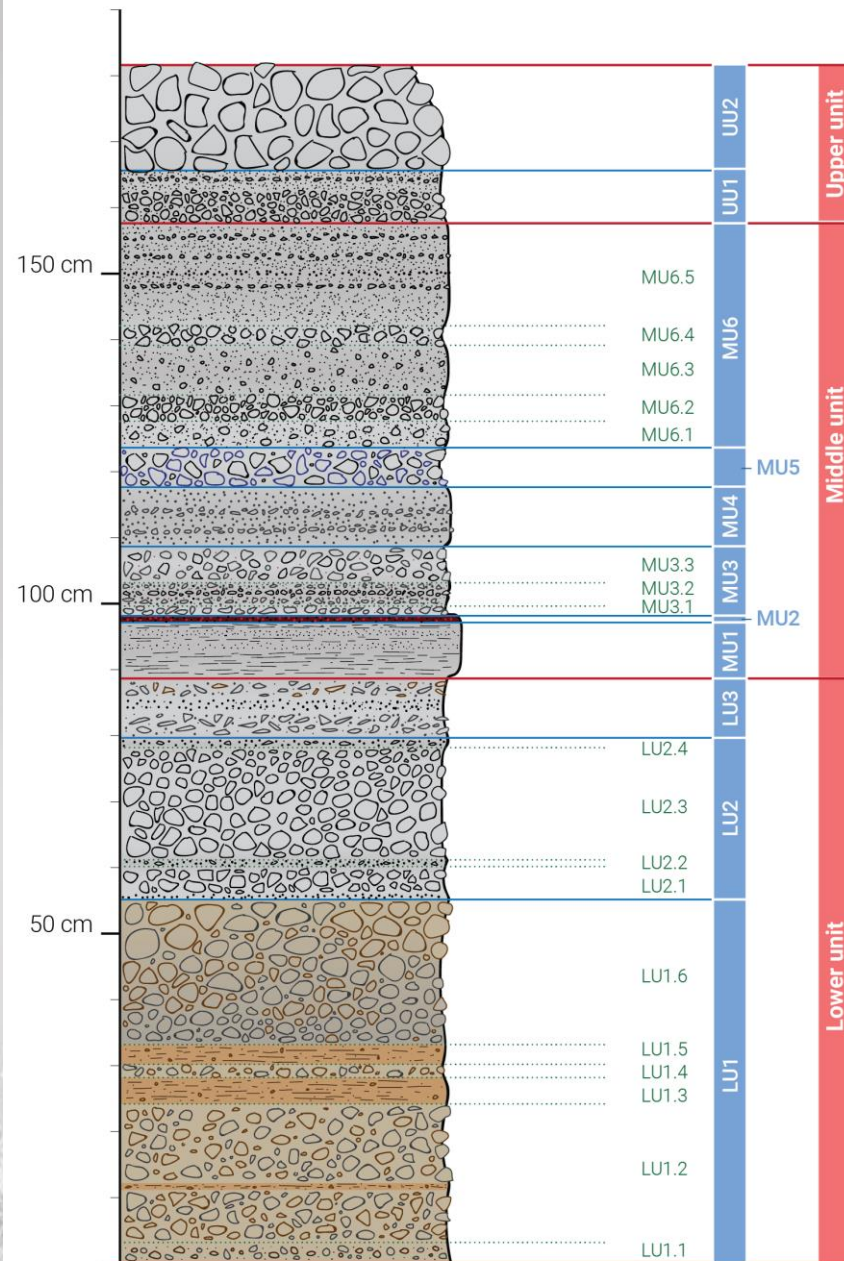 UU2
Upper unit
UU1
150 cm
MU6.5
MU6
MU6.4
MU6.3
MU6.2
MU6.1
MU5
Middle unit
MU4
MU3.3
MU3
MU3.2
100 cm
MU3.1
MU2
MU1
LU3
LU2.4
LU2.3
LU2
LU2.2
LU2.1
50 cm
Lower unit
LU1.6
LU1.5
LU1
LU1.4
LU1.3
LU1.2
LU1.1